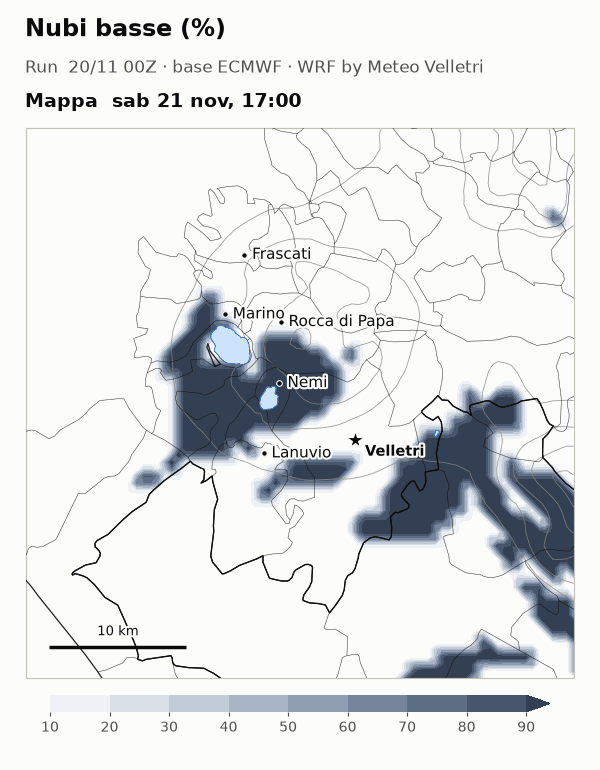 Nubi basse (%)
Run 20/11 00Z · base ECMWF · WRF by Meteo Velletri
Mappa sab 21 nov, 17:00
Frascati
Marino
Rocca di Papa
Nemi
Velletri
Lanuvio
10 km
10 20 30 40 50 60 70 80 90